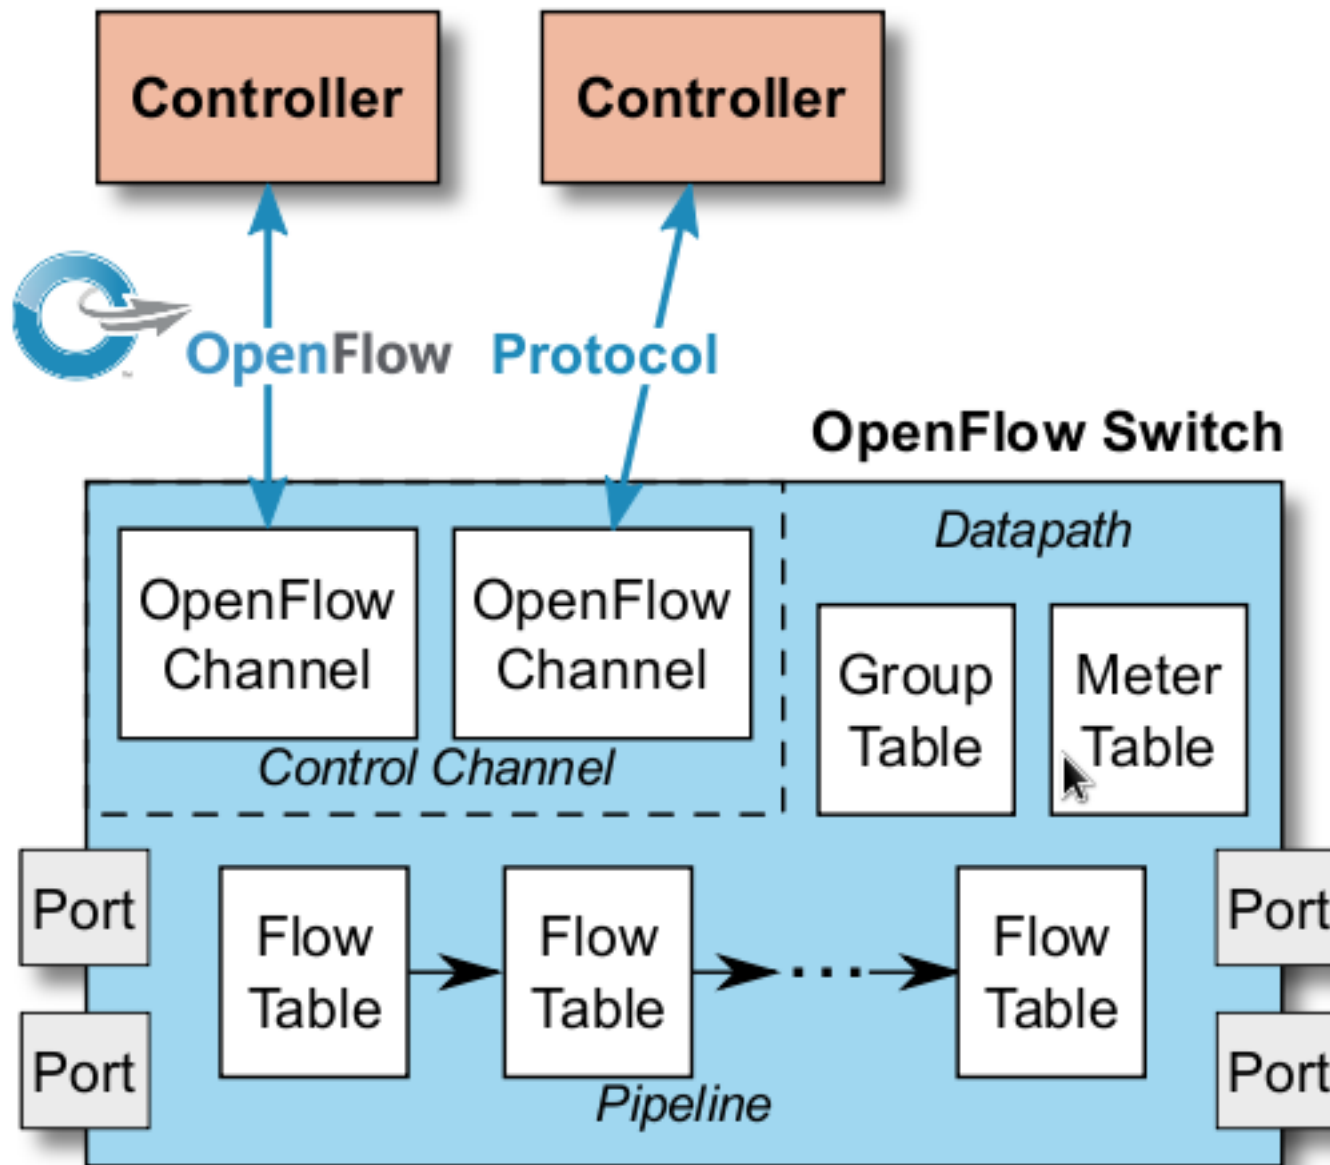 Controller
Controller
OpenFlow Protocol
OpenFlow Switch
OpenFlow
Channel
OpenFlow
Channel
Control Channel
Datapath
Group
Table
Meter
Table
Port
Port
Flow
Table
Flow
Table
...
Flow
Table
Pipeline
Port
Port